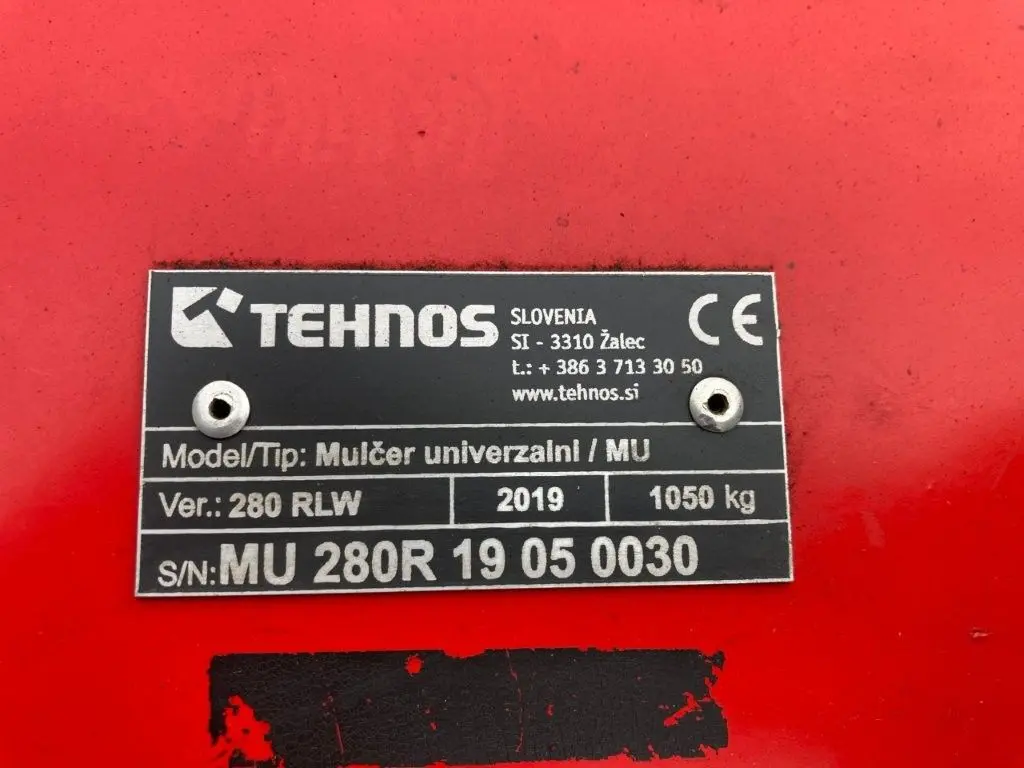 TEHNOS
SLOVENIA
SI - 3310 Žalec
t.: + 386 3 713 30 50
www.tehnos.si
CE
Model/Tip: Mulčer univerzalni / MU
Ver.: 280 RLW 2019 1050 kg
S/N: MU 280R 19 05 0030